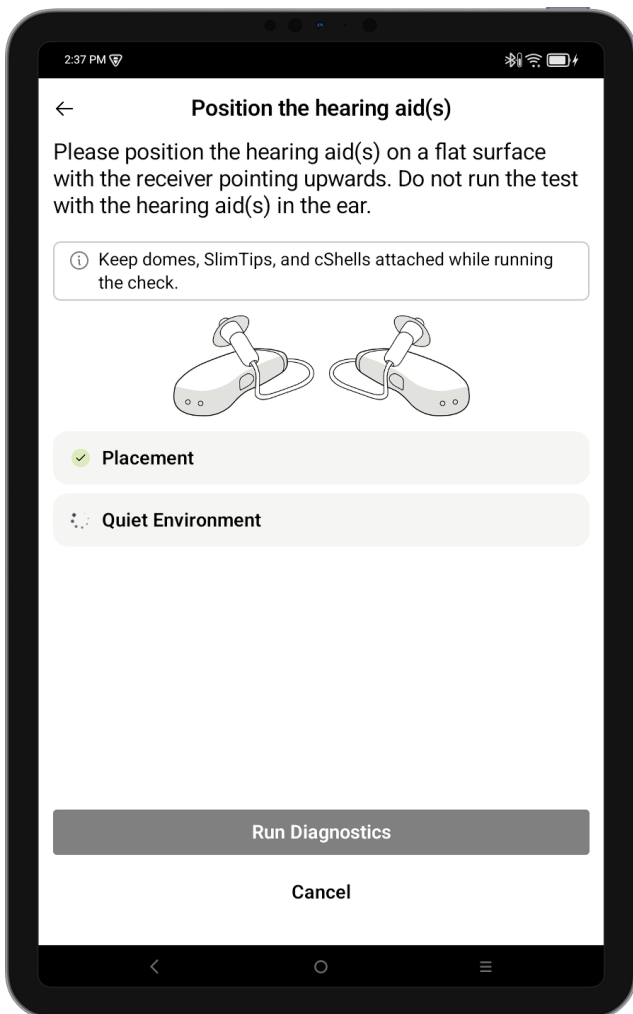 2:37 PM
Position the hearing aid(s)
Please position the hearing aid(s) on a flat surface
with the receiver pointing upwards. Do not run the test
with the hearing aid(s) in the ear.
Keep domes, SlimTips, and cShells attached while running
the check.
Placement
Quiet Environment
Run Diagnostics
Cancel